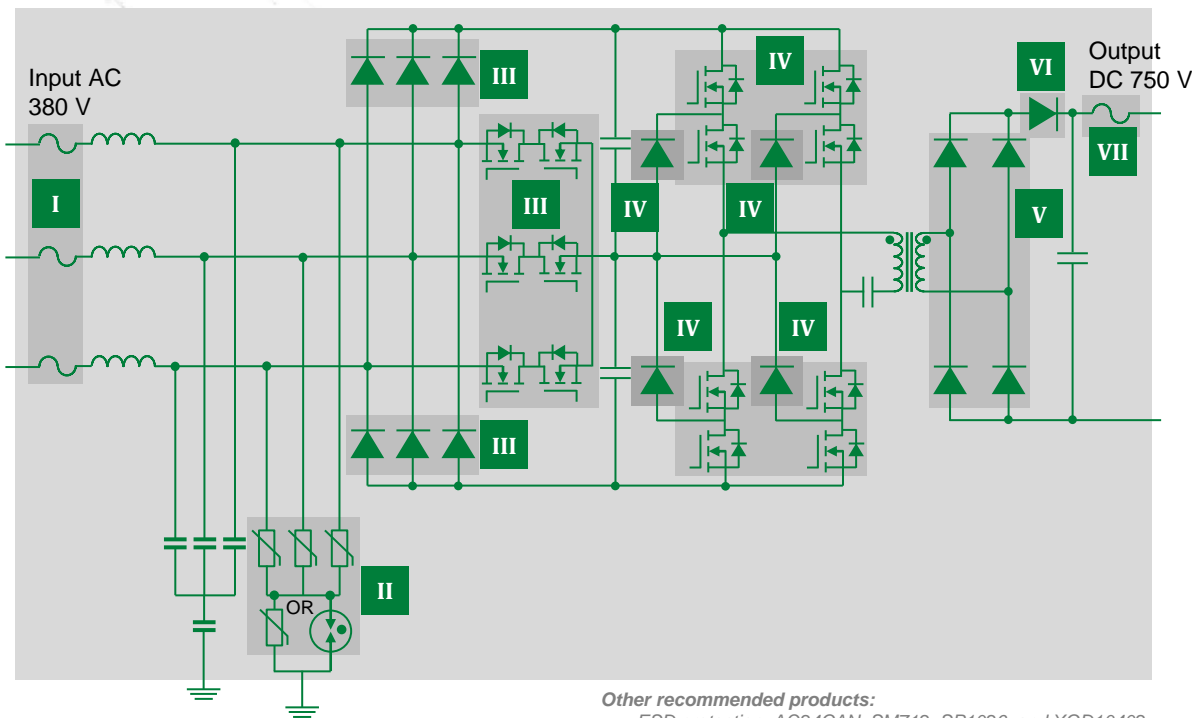 Input AC
380 V
III
IV
VI
Output
DC 750 V
VII
I
III
IV
IV
V
IV
IV
III
II
OR
Other recommended products: